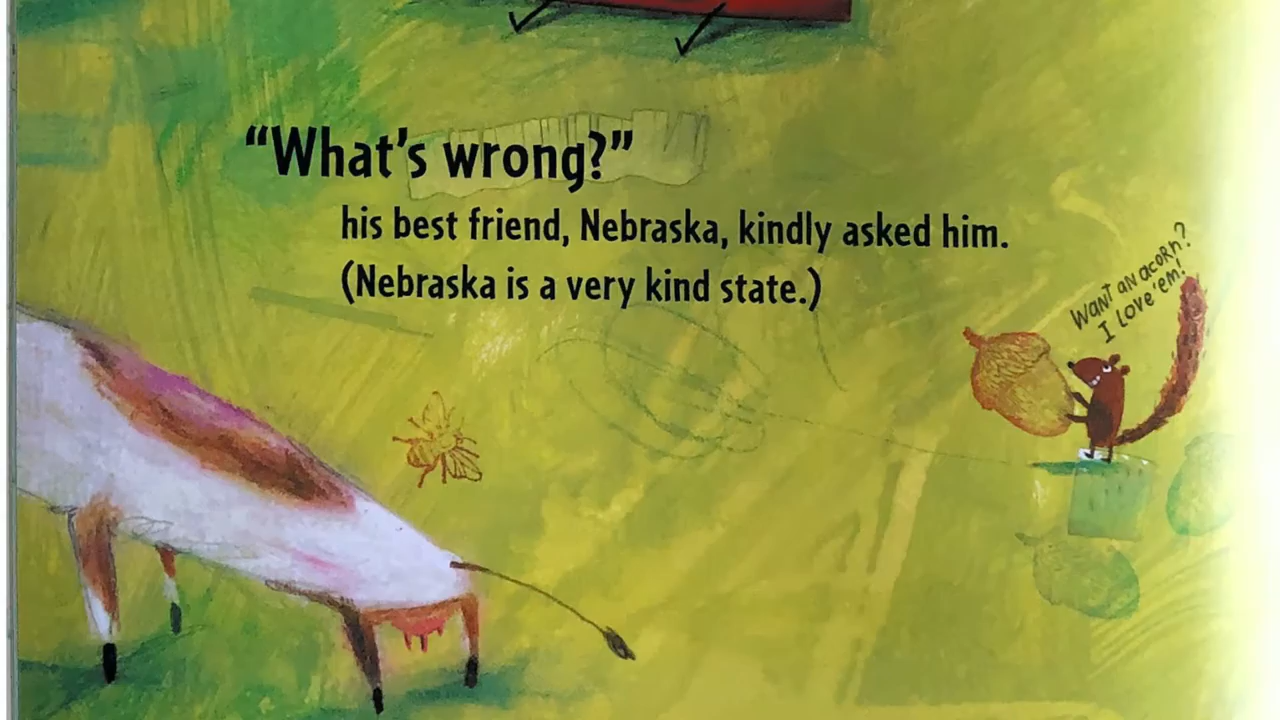 “What’s wrong?”
his best friend, Nebraska, kindly asked him.
(Nebraska is a very kind state.)
WANT AN ACORN?
I LOVE 'EM!